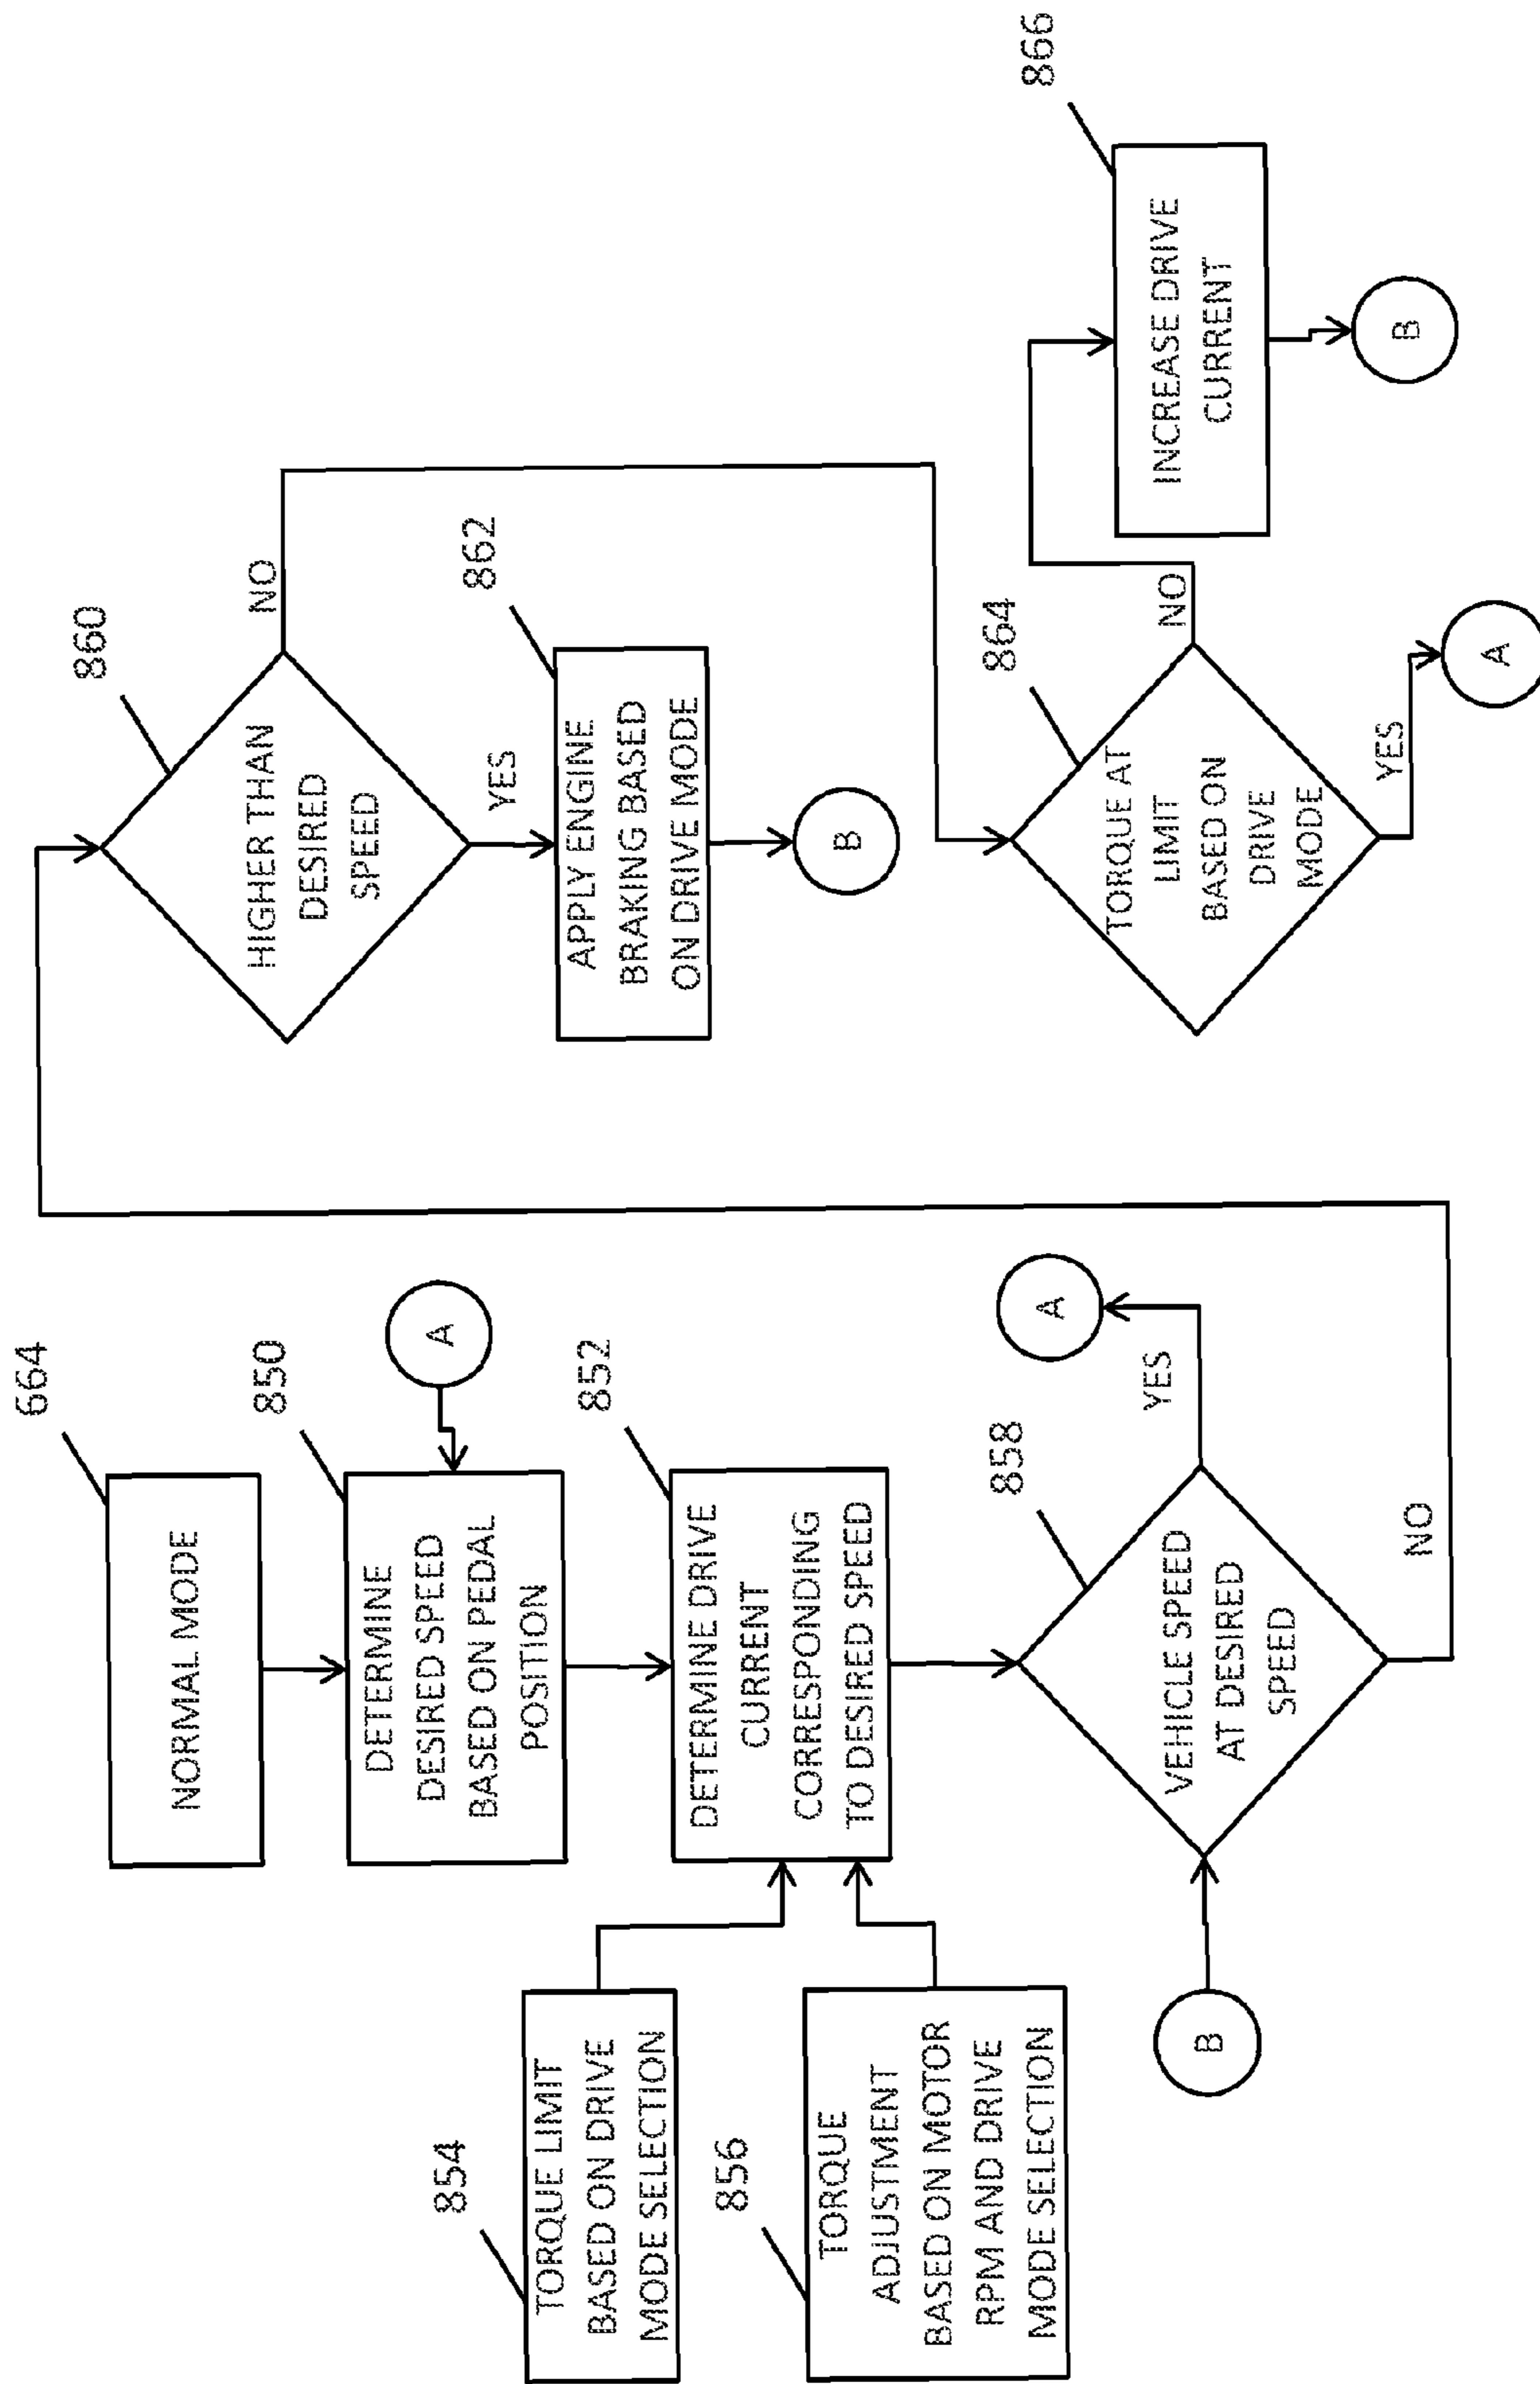 664
NORMAL MODE
850
DETERMINE
DESIRED SPEED
BASED ON PEDAL
POSITION
A
852
DETERMINE DRIVE
CURRENT
CORRESPONDING
TO DESIRED SPEED
854
TORQUE LIMIT
BASED ON DRIVE
MODE SELECTION
856
TORQUE
ADJUSTMENT
BASED ON MOTOR
RPM AND DRIVE
MODE SELECTION
B
858
VEHICLE SPEED
AT DESIRED
SPEED
YES
A
NO
860
HIGHER THAN
DESIRED
SPEED
NO
YES
862
APPLY ENGINE
BRAKING BASED
ON DRIVE MODE
B
864
TORQUE AT
LIMIT
BASED ON
DRIVE
MODE
NO
YES
A
866
INCREASE DRIVE
CURRENT
B